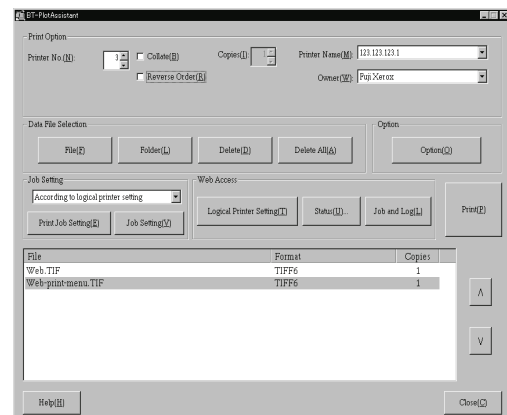 BT-PlotAssistant
Print Option
Printer No.(N): 3 Collate(B) Copies(I): 1 Printer Name(M): 123.123.123.1
Reverse Order(R) Owner(W): Fuji Xerox
Data File Selection Option
File(F) Folder(L) Delete(D) Delete All(A) Option(O)
Job Setting Web Access
According to logical printer setting
Print Job Setting(E) Job Setting(V) Logical Printer Setting(T) Status(U)... Job and Log(L) Print(P)
File Format Copies
Web.TIF TIFF6 1
Web-print-menu.TIF TIFF6 1
Λ
V
Help(H) Close(C)